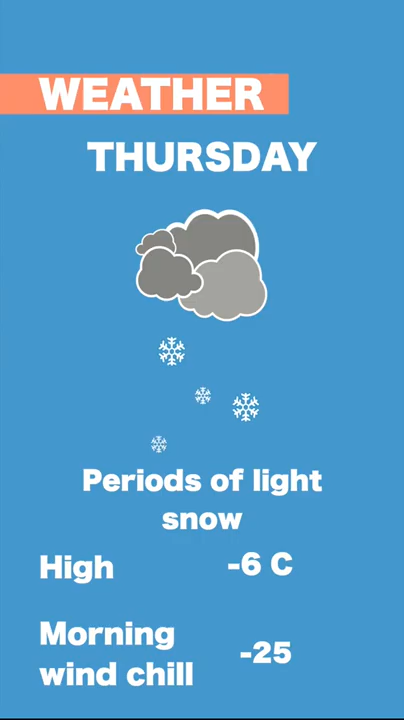 WEATHER
THURSDAY
Periods of light
snow
High -6 C
Morning
wind chill -25